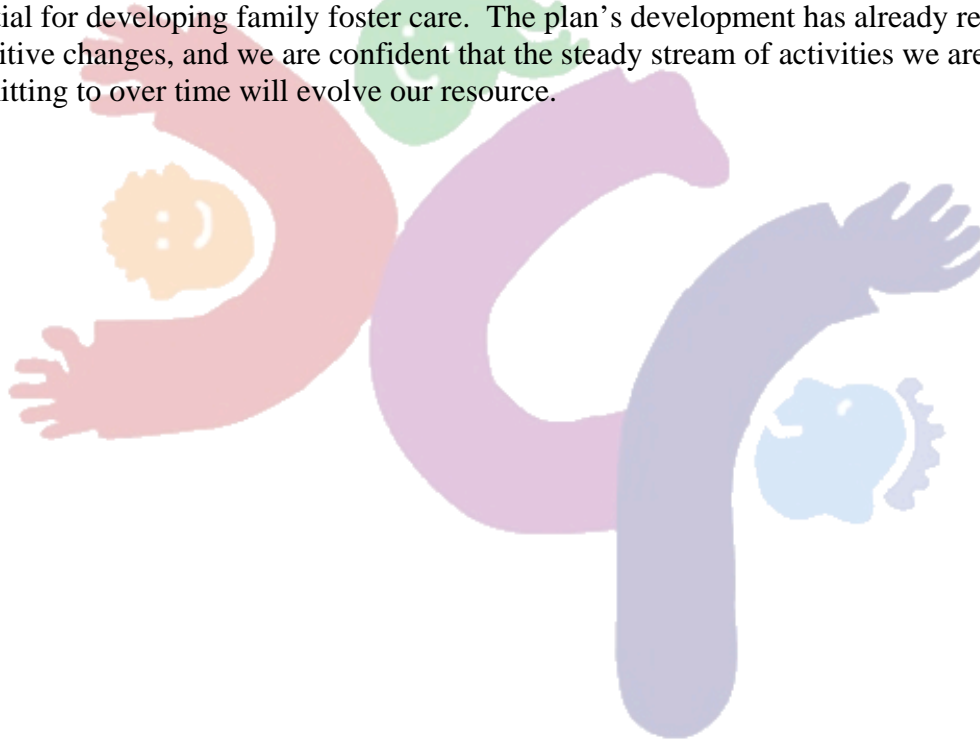 tial for developing family foster care.  The plan’s development has already re
itive changes, and we are confident that the steady stream of activities we are
itting to over time will evolve our resource.